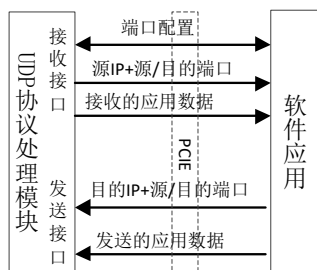 UDP协议处理模块
接收接口
发送接口
端口配置
源IP+源/目的端口
接收的应用数据
PCIE
目的IP+源/目的端口
发送的应用数据
软件应用